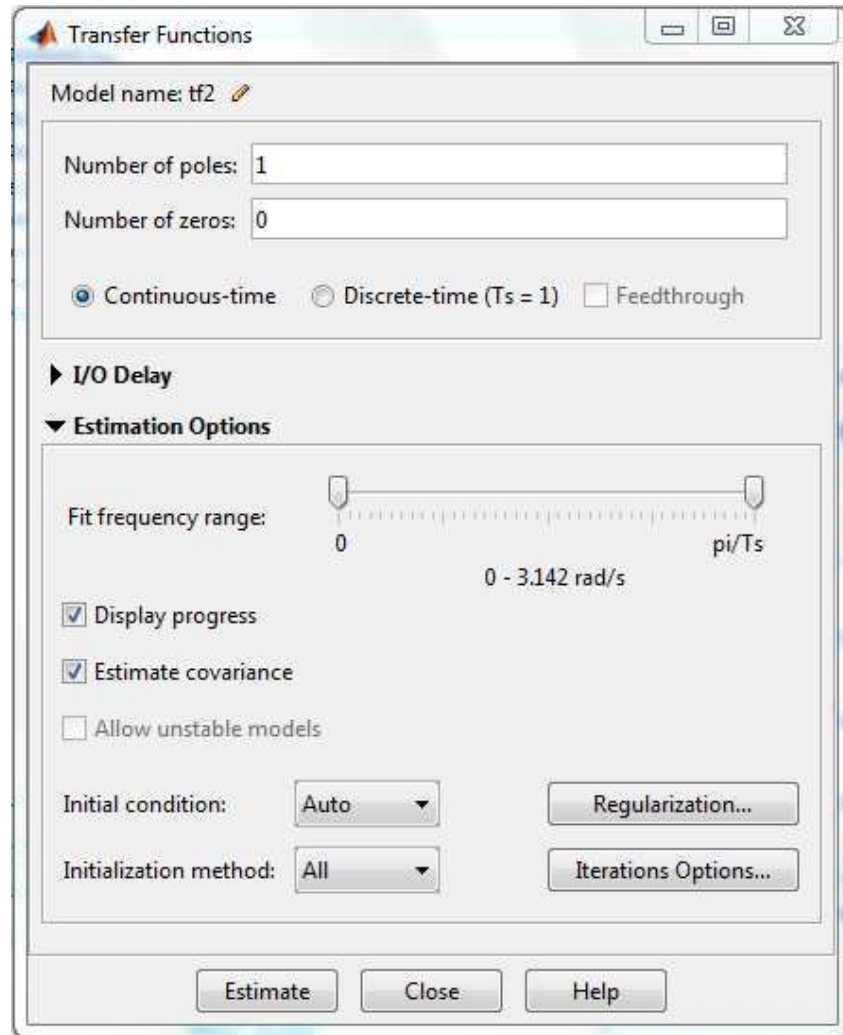 Transfer Functions
Model name: tf2
Number of poles: 1
Number of zeros: 0
Continuous-time Discrete-time (Ts = 1) Feedthrough
I/O Delay
Estimation Options
Fit frequency range:
0 pi/Ts
0 - 3.142 rad/s
Display progress
Estimate covariance
Allow unstable models
Initial condition: Auto Regularization...
Initialization method: All Iterations Options...
Estimate Close Help